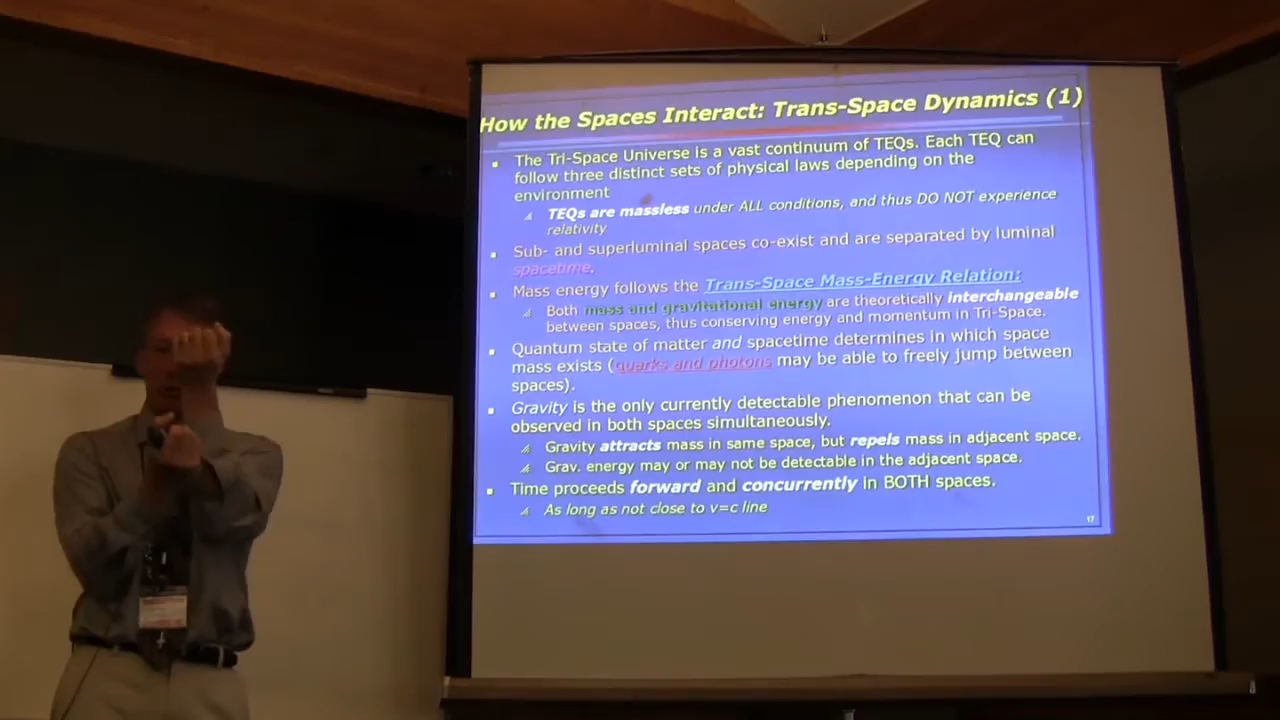 How the Spaces Interact: Trans-Space Dynamics (1)
The Tri-Space Universe is a vast continuum of TEQs. Each TEQ can
follow three distinct sets of physical laws depending on the
environment
TEQs are massless under ALL conditions, and thus DO NOT experience
relativity
Sub- and superluminal spaces co-exist and are separated by luminal
spacetime.
Mass energy follows the Trans-Space Mass-Energy Relation:
Both mass and gravitational energy are theoretically interchangeable
between spaces, thus conserving energy and momentum in Tri-Space.
Quantum state of matter and spacetime determines in which space
mass exists (quarks and photons may be able to freely jump between
spaces).
Gravity is the only currently detectable phenomenon that can be
observed in both spaces simultaneously.
Gravity attracts mass in same space, but repels mass in adjacent space.
Grav. energy may or may not be detectable in the adjacent space.
Time proceeds forward and concurrently in BOTH spaces.
As long as not close to v=c line
17